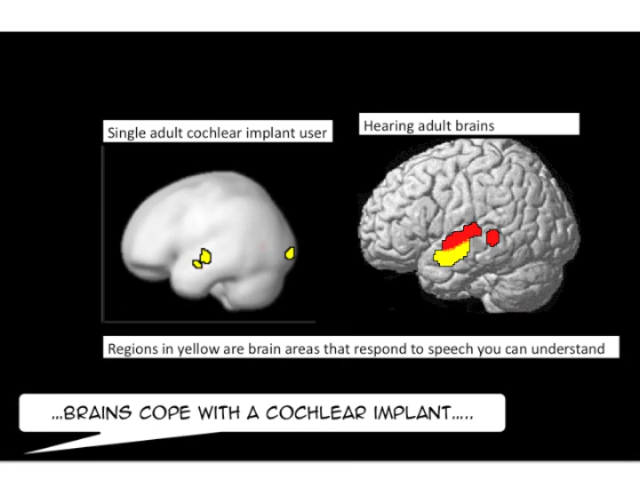 Single adult cochlear implant user
Hearing adult brains
Regions in yellow are brain areas that respond to speech you can understand
...BRAINS COPE WITH A COCHLEAR IMPLANT.....